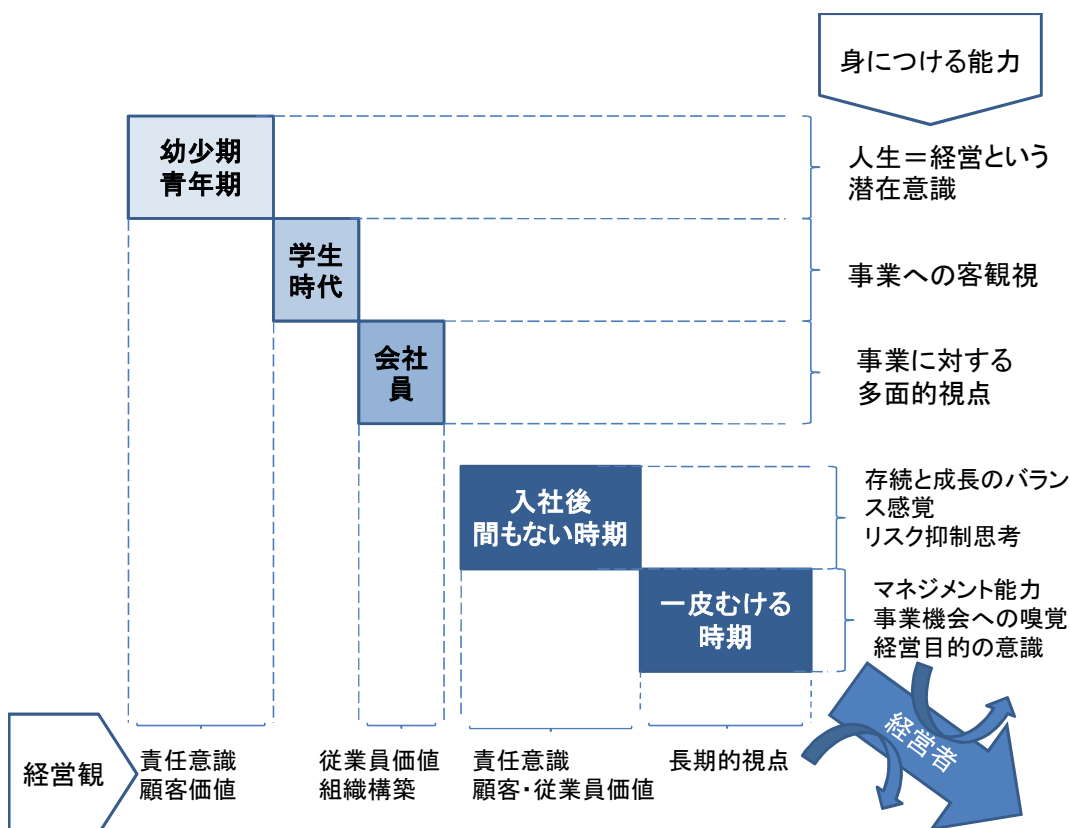 身につける能力
幼少期
青年期
人生＝経営という
潜在意識
学生
時代
事業への客観視
会社
員
事業に対する
多面的視点
入社後
間もない時期
存続と成長のバラン
ス感覚
リスク抑制思考
一皮むける
時期
マネジメント能力
事業機会への嗅覚
経営目的の意識
経営者
経営観
責任意識
顧客価値
従業員価値
組織構築
責任意識
顧客・従業員価値
長期的視点